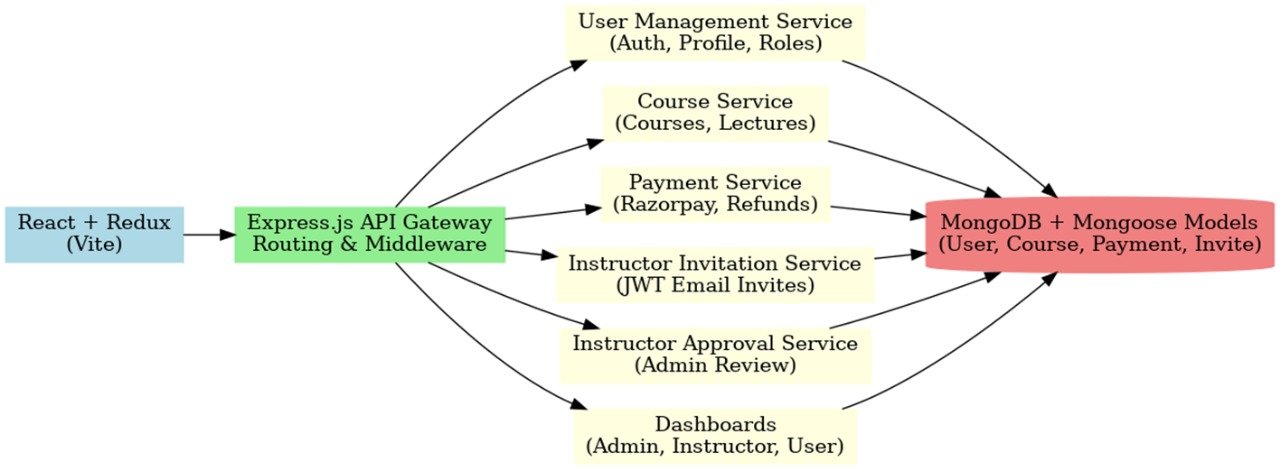 React + Redux
(Vite)
Express.js API Gateway
Routing & Middleware
User Management Service
(Auth, Profile, Roles)
Course Service
(Courses, Lectures)
Payment Service
(Razorpay, Refunds)
Instructor Invitation Service
(JWT Email Invites)
Instructor Approval Service
(Admin Review)
Dashboards
(Admin, Instructor, User)
MongoDB + Mongoose Models
(User, Course, Payment, Invite)